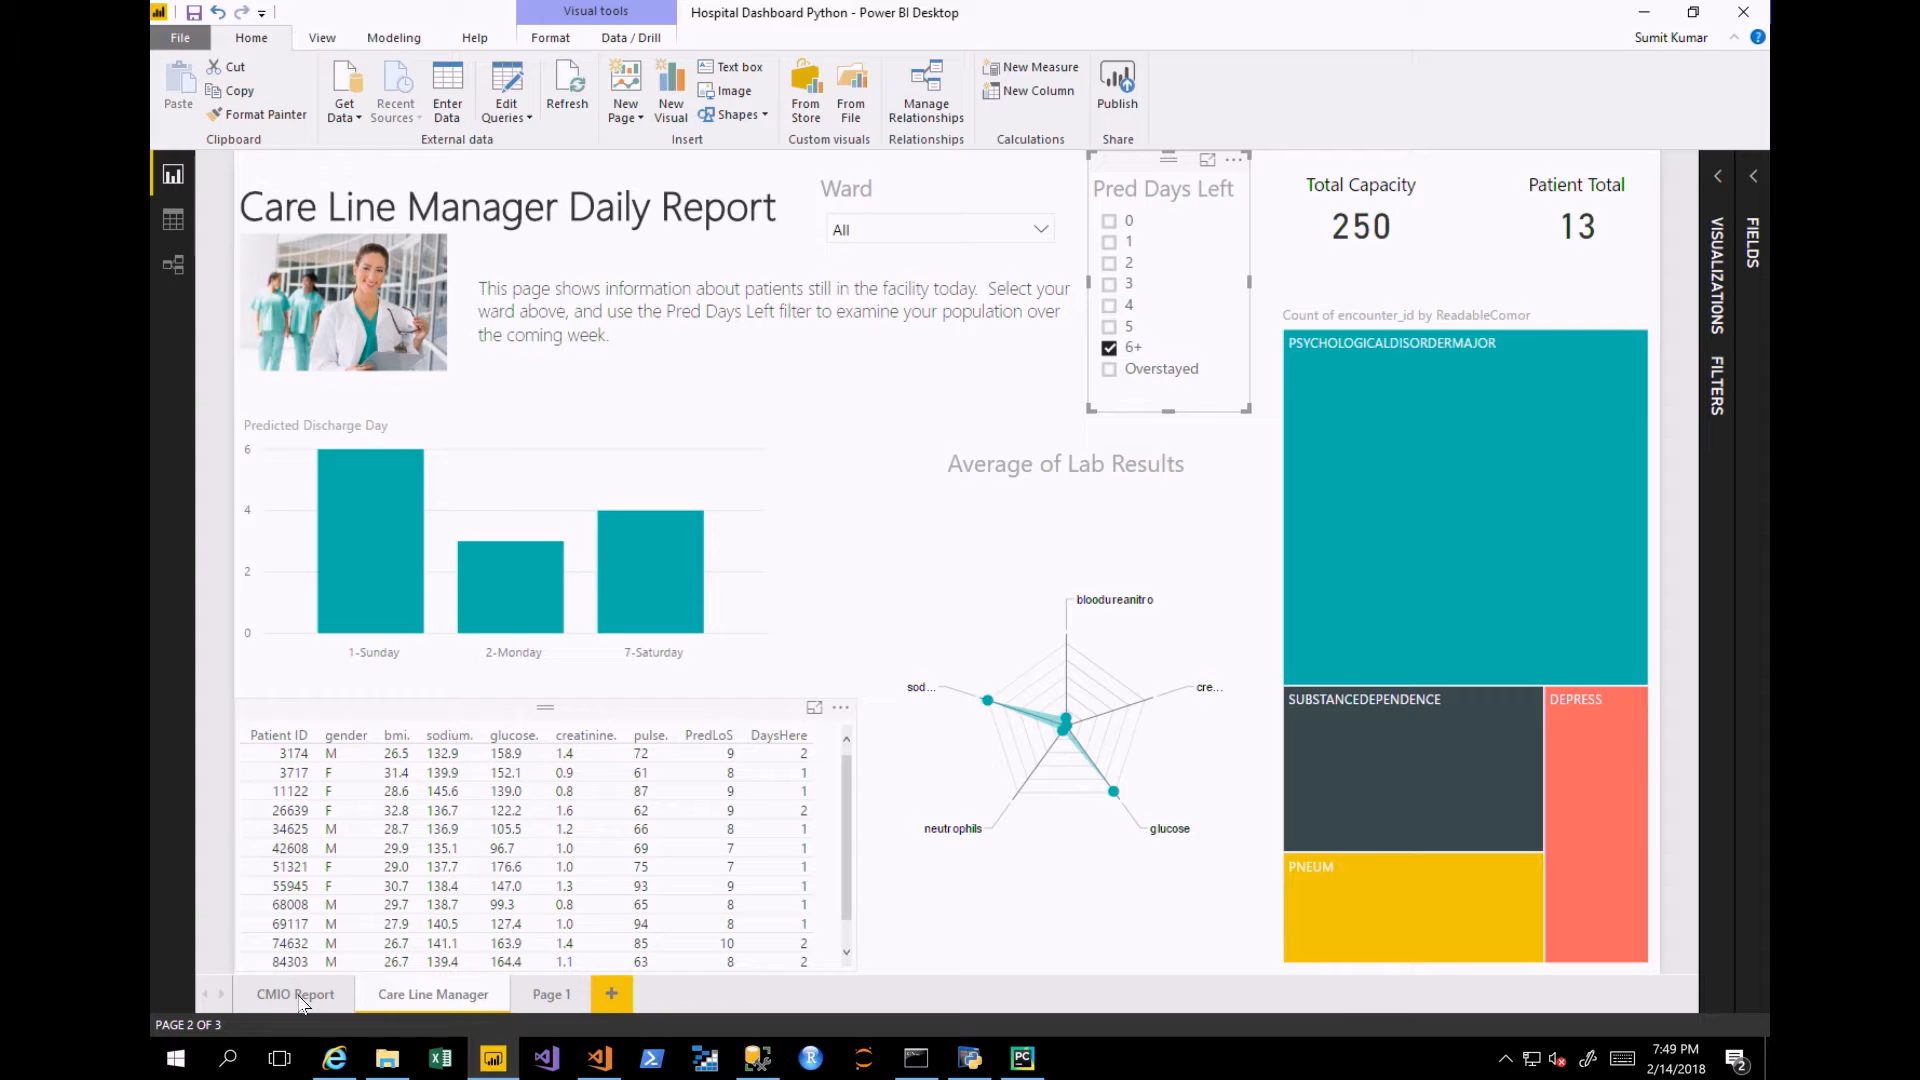 Visual tools
Hospital Dashboard Python - Power BI Desktop
File
Home
View
Modeling
Help
Format
Data / Drill
Sumit Kumar
Paste
Cut
Copy
Format Painter
Clipboard
Get Data
Recent Sources
Enter Data
Edit Queries
Refresh
External data
New Page
New Visual
Text box
Image
Shapes
Insert
From Store
From File
Custom visuals
Manage Relationships
Relationships
New Measure
New Column
Calculations
Publish
Share
Care Line Manager Daily Report
Ward
All
This page shows information about patients still in the facility today. Select your
ward above, and use the Pred Days Left filter to examine your population over
the coming week.
Pred Days Left
0
1
2
3
4
5
6+
Overstayed
Total Capacity
250
Patient Total
13
VISUALIZATIONS
FILTERS
FIELDS
Predicted Discharge Day
6
4
2
0
1-Sunday
2-Monday
7-Saturday
Average of Lab Results
bloodureanitro
cre...
glucose
neutrophils
sod...
Count of encounter_id by ReadableComor
PSYCHOLOGICALDISORDERMAJOR
SUBSTANCEDEPENDENCE
DEPRESS
PNEUM
Patient ID gender bmi. sodium. glucose. creatinine. pulse. PredLoS DaysHere
3174 M 26.5 132.9 158.9 1.4 72 9 2
3717 F 31.4 139.9 152.1 0.9 61 8 1
11122 F 28.6 145.6 139.0 0.8 87 9 1
26639 F 32.8 136.7 122.2 1.6 62 9 2
34625 M 28.7 136.9 105.5 1.2 66 8 1
42608 M 29.9 135.1 96.7 1.0 69 7 1
51321 F 29.0 137.7 176.6 1.0 75 7 1
55945 F 30.7 138.4 147.0 1.3 93 9 1
68008 M 29.7 138.7 99.3 0.8 65 8 1
69117 M 27.9 140.5 127.4 1.0 94 8 1
74632 M 26.7 141.1 163.9 1.4 85 10 2
84303 M 26.7 139.4 164.4 1.1 63 8 2
CMIO Report
Care Line Manager
Page 1
PAGE 2 OF 3
PC
7:49 PM
2/14/2018
2